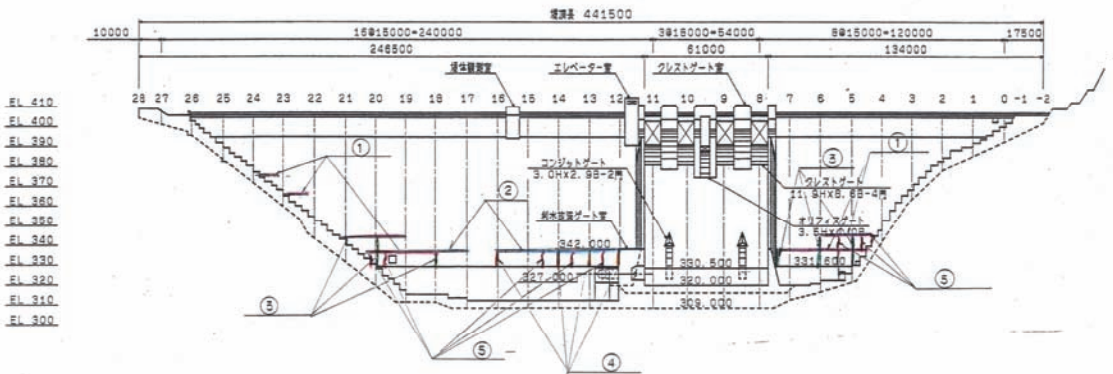 堤頂長 441500
10000 16@15000=240000 3@18000=54000 8@15000=120000 17500
246500 61000 134000
エレベーター室 クレストゲート室
28 27 26 25 24 23 22 21 20 19 18 17 16 15 14 13 12 11 10 9 8 7 6 5 4 3 2 1 0 -1 -2
EL 410
EL 400
EL 390
EL 380
EL 370
EL 360
EL 350
EL 340
EL 330
EL 320
EL 310
EL 300
① ③ ①
コンジットゲート
3.0H×2.9B-2門
クレストゲート
11.9H×8.6B-4門
②
利水放流ゲート室
オリフィスゲート
342.000
330.500
327.000
320.000
309.000
③ ⑤ ④ ⑤